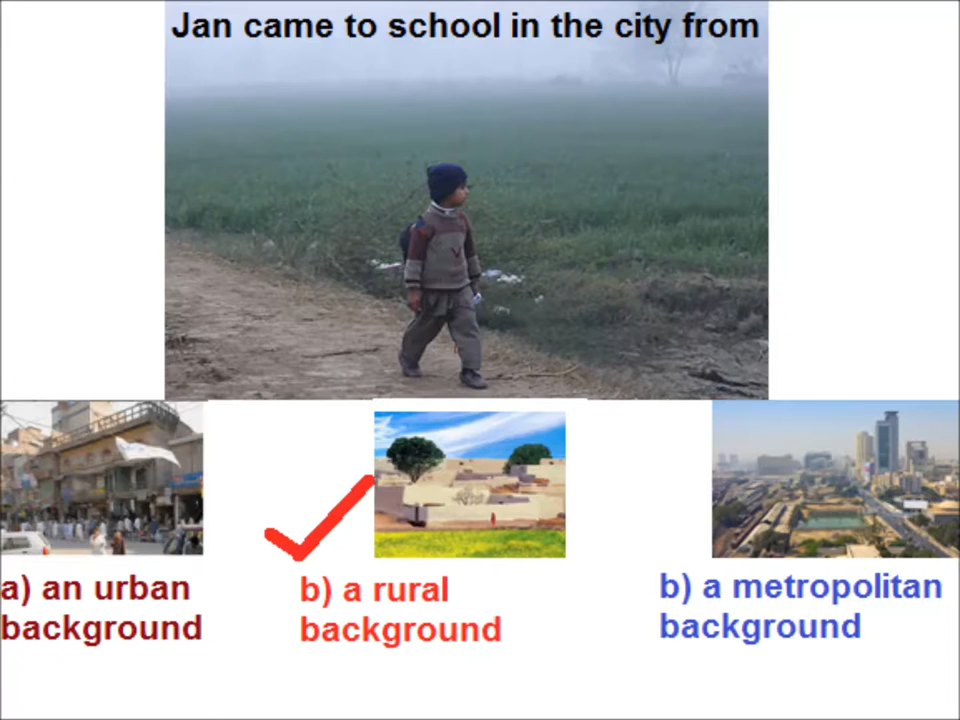 Jan came to school in the city from
a) an urban
background
b) a rural
background
b) a metropolitan
background